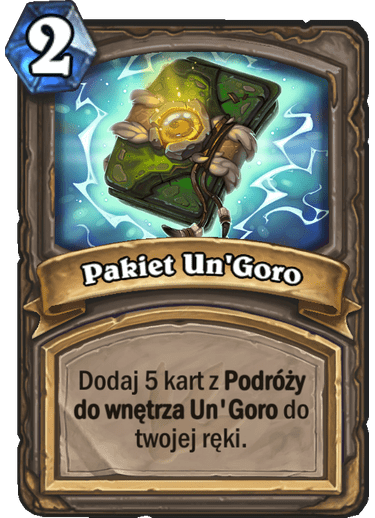 2
Pakiet Un'Goro
Dodaj 5 kart z Podróży
do wnętrza Un'Goro do
twojej ręki.